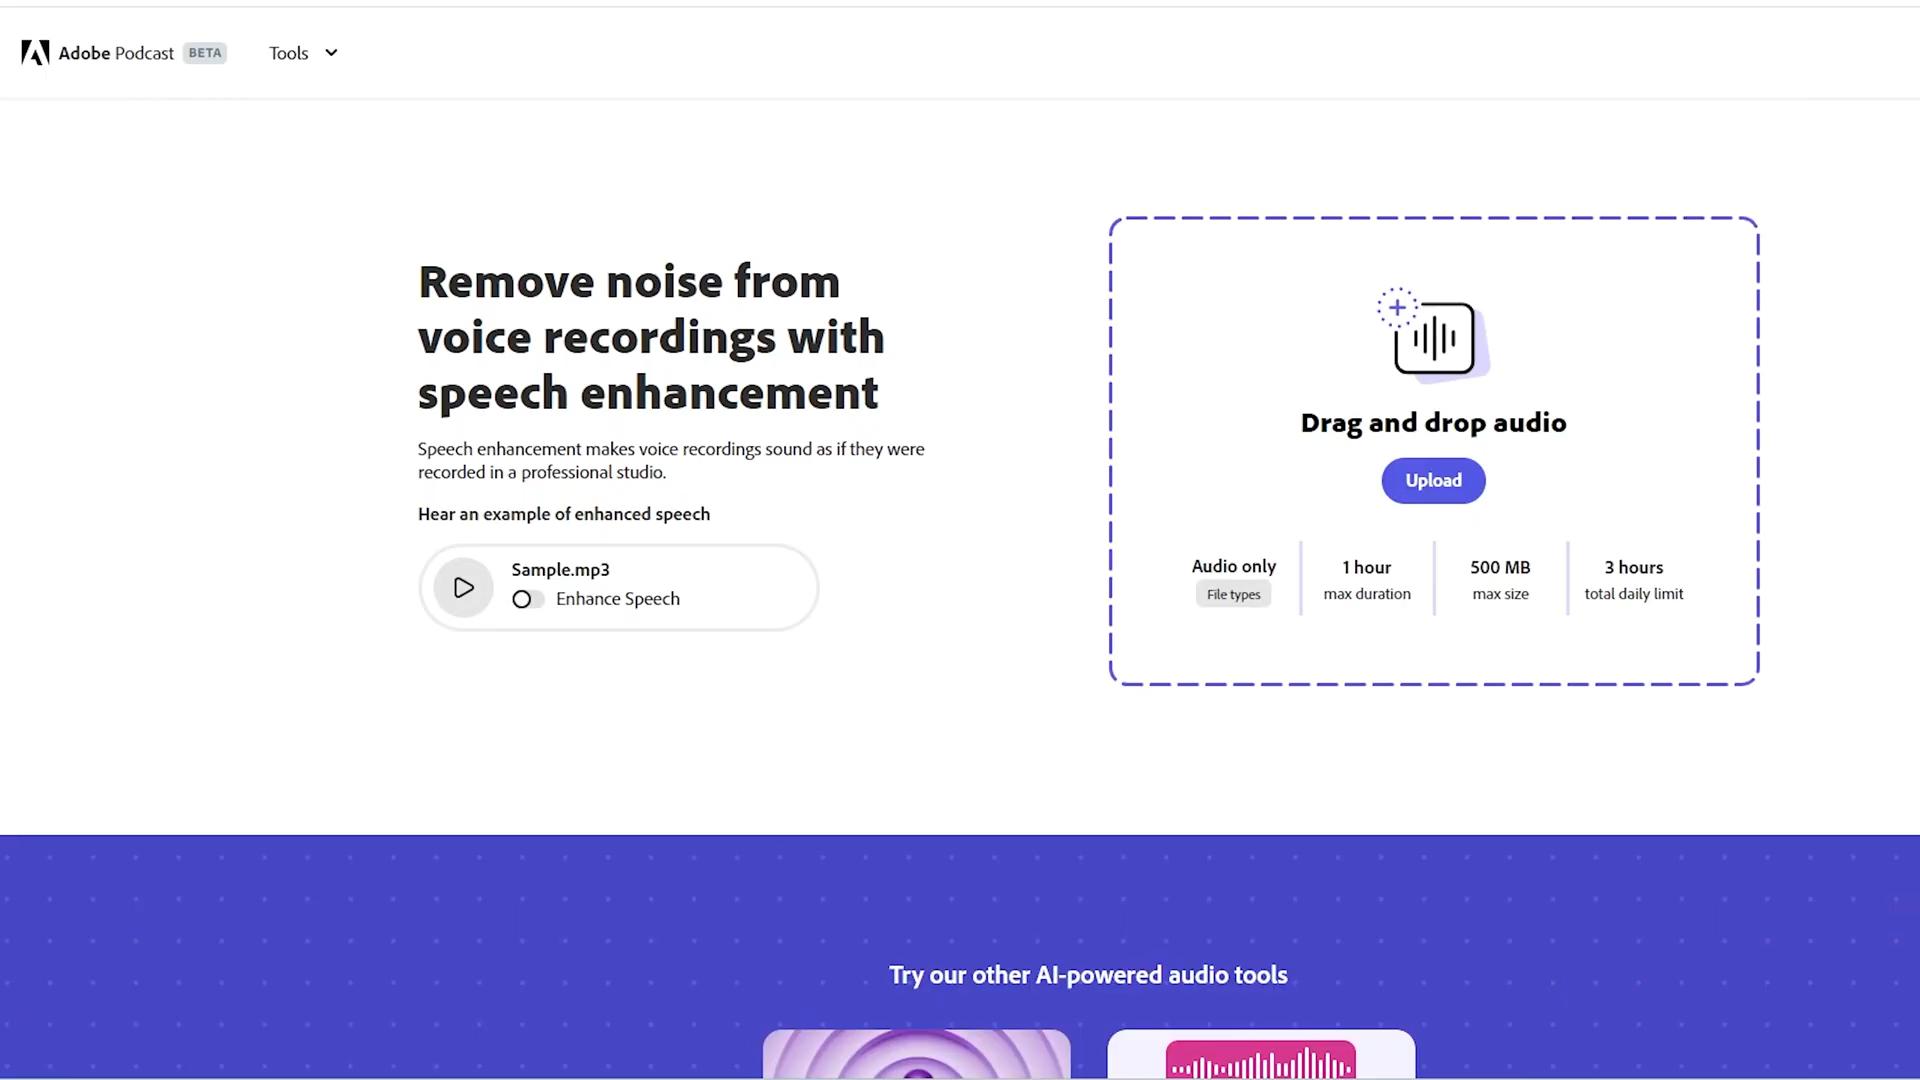 Adobe Podcast BETA Tools
Remove noise from
voice recordings with
speech enhancement
Speech enhancement makes voice recordings sound as if they were
recorded in a professional studio.
Hear an example of enhanced speech
Sample.mp3
Enhance Speech
Drag and drop audio
Upload
Audio only
File types
1 hour
max duration
500 MB
max size
3 hours
total daily limit
Try our other AI-powered audio tools